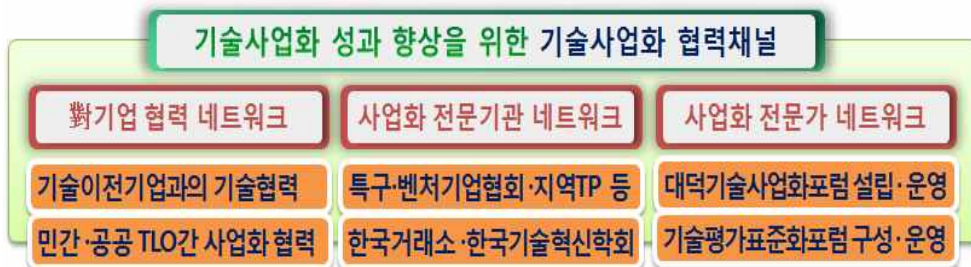 기술사업화 성과 향상을 위한 기술사업화 협력채널
對기업 협력 네트워크
기술이전기업과의 기술협력
민간·공공 TLO간 사업화 협력
사업화 전문기관 네트워크
특구·벤처기업협회·지역TP 등
한국거래소·한국기술혁신학회
사업화 전문가 네트워크
대덕기술사업화포럼 설립·운영
기술평가표준화포럼 구성·운영